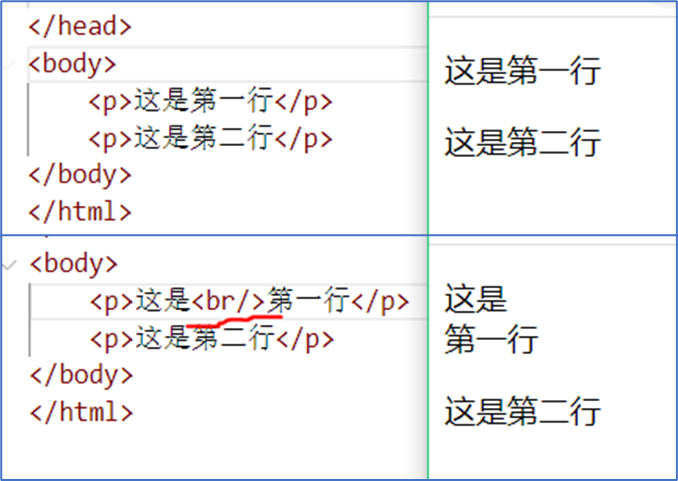 </head>
<body>
<p>这是第一行</p>
<p>这是第二行</p>
</body>
</html>
这是第一行
这是第二行
<body>
<p>这是<br/>第一行</p>
<p>这是第二行</p>
</body>
</html>
这是
第一行
这是第二行